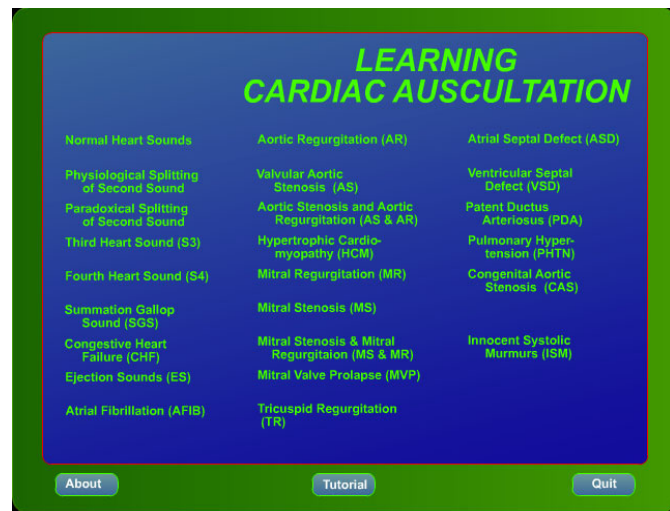 LEARNING
CARDIAC AUSCULTATION
Normal Heart Sounds
Physiological Splitting
of Second Sound
Paradoxical Splitting
of Second Sound
Third Heart Sound (S3)
Fourth Heart Sound (S4)
Summation Gallop
Sound (SGS)
Congestive Heart
Failure (CHF)
Ejection Sounds (ES)
Atrial Fibrillation (AFIB)
Aortic Regurgitation (AR)
Valvular Aortic
Stenosis (AS)
Aortic Stenosis and Aortic
Regurgitation (AS & AR)
Hypertrophic Cardio-
myopathy (HCM)
Mitral Regurgitation (MR)
Mitral Stenosis (MS)
Mitral Stenosis & Mitral
Regurgitaion (MS & MR)
Mitral Valve Prolapse (MVP)
Tricuspid Regurgitation
(TR)
Atrial Septal Defect (ASD)
Ventricular Septal
Defect (VSD)
Patent Ductus
Arteriosus (PDA)
Pulmonary Hyper-
tension (PHTN)
Congenital Aortic
Stenosis (CAS)
Innocent Systolic
Murmurs (ISM)
About
Tutorial
Quit